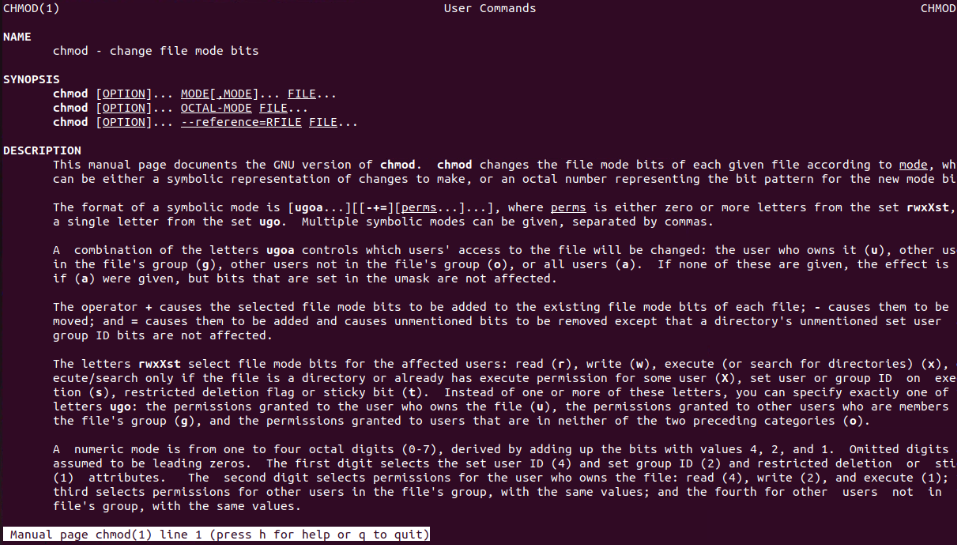 CHMOD(1) User Commands CHMOD
NAME
chmod - change file mode bits
SYNOPSIS
chmod [OPTION]... MODE[,MODE]... FILE...
chmod [OPTION]... OCTAL-MODE FILE...
chmod [OPTION]... --reference=RFILE FILE...
DESCRIPTION
This manual page documents the GNU version of chmod. chmod changes the file mode bits of each given file according to mode, wh
can be either a symbolic representation of changes to make, or an octal number representing the bit pattern for the new mode bi
The format of a symbolic mode is [ugoa...][[-+=][perms...]...], where perms is either zero or more letters from the set rwxXst,
a single letter from the set ugo. Multiple symbolic modes can be given, separated by commas.
A combination of the letters ugoa controls which users' access to the file will be changed: the user who owns it (u), other us
in the file's group (g), other users not in the file's group (o), or all users (a). If none of these are given, the effect is
if (a) were given, but bits that are set in the umask are not affected.
The operator + causes the selected file mode bits to be added to the existing file mode bits of each file; - causes them to be
moved; and = causes them to be added and causes unmentioned bits to be removed except that a directory's unmentioned set user
group ID bits are not affected.
The letters rwxXst select file mode bits for the affected users: read (r), write (w), execute (or search for directories) (x),
ecute/search only if the file is a directory or already has execute permission for some user (X), set user or group ID on exe
tion (s), restricted deletion flag or sticky bit (t). Instead of one or more of these letters, you can specify exactly one of
letters ugo: the permissions granted to the user who owns the file (u), the permissions granted to other users who are members
the file's group (g), and the permissions granted to users that are in neither of the two preceding categories (o).
A numeric mode is from one to four octal digits (0-7), derived by adding up the bits with values 4, 2, and 1. Omitted digits
assumed to be leading zeros. The first digit selects the set user ID (4) and set group ID (2) and restricted deletion or sti
(1) attributes. The second digit selects permissions for the user who owns the file: read (4), write (2), and execute (1);
third selects permissions for other users in the file's group, with the same values; and the fourth for other users not in
file's group, with the same values.
Manual page chmod(1) line 1 (press h for help or q to quit)